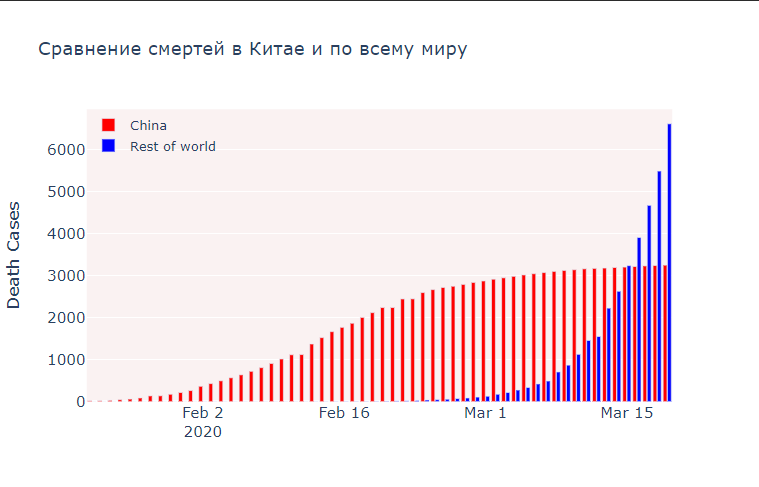 Сравнение смертей в Китае и по всему миру
China
Rest of world
Death Cases
6000
5000
4000
3000
2000
1000
0
Feb 2
2020
Feb 16
Mar 1
Mar 15